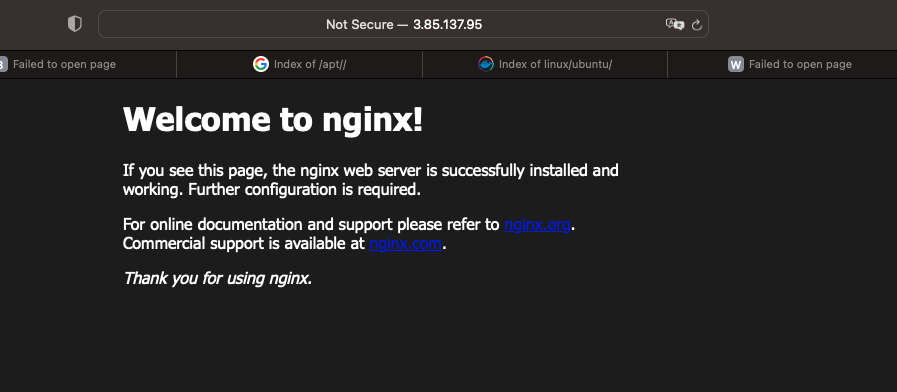 Not Secure — 3.85.137.95
Failed to open page
Index of /apt//
Index of linux/ubuntu/
W Failed to open page
Welcome to nginx!
If you see this page, the nginx web server is successfully installed and
working. Further configuration is required.
For online documentation and support please refer to nginx.org.
Commercial support is available at nginx.com.
Thank you for using nginx.